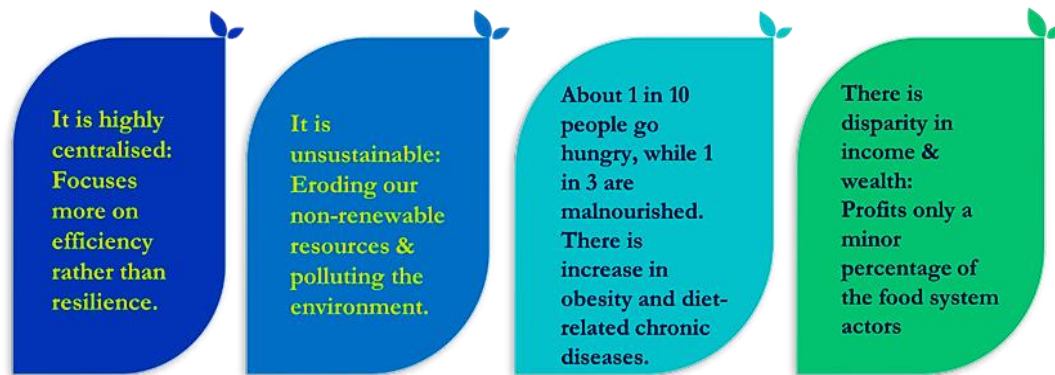 It is highly
centralised:
Focuses
more on
efficiency
rather than
resilience.
It is
unsustainable:
Eroding our
non-renewable
resources &
polluting the
environment.
About 1 in 10
people go
hungry, while 1
in 3 are
malnourished.
There is
increase in
obesity and diet-
related chronic
diseases.
There is
disparity in
income &
wealth:
Profits only a
minor
percentage of
the food system
actors